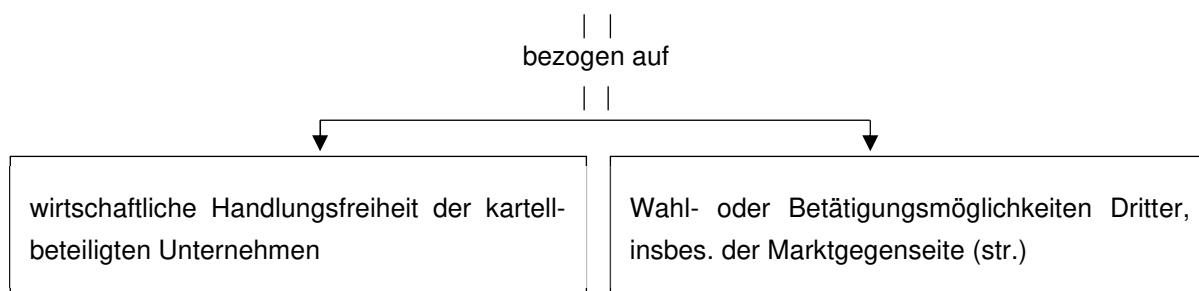 bezogen auf
wirtschaftliche Handlungsfreiheit der kartell-
beteiligten Unternehmen
Wahl- oder Betätigungsmöglichkeiten Dritter,
insbes. der Marktgegenseite (str.)